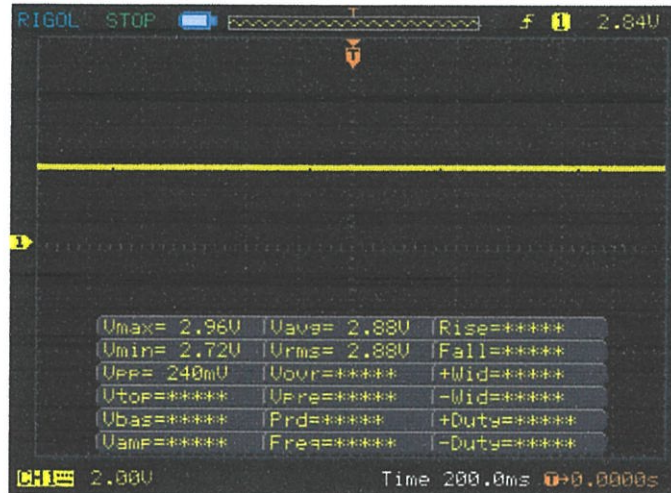 RIGOL STOP T f 1 2.84V
T
1
Vmax= 2.96V Vavg= 2.88V Rise=*****
Vmin= 2.72V Vrms= 2.88V Fall=*****
Vpp= 240mV Vovr=***** +Wid=*****
Vtop=***** Vpre=***** -Wid=*****
Vbas=***** Prd=***** +Duty=*****
Vamp=***** Freq=***** -Duty=*****
CH1 2.00V Time 200.0ms T→0.0000s